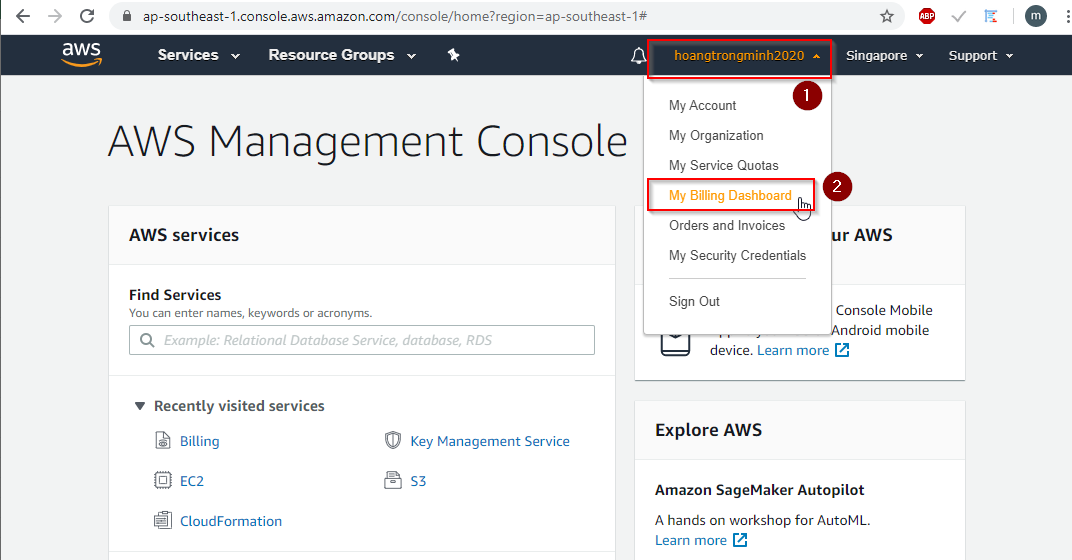 ap-southeast-1.console.aws.amazon.com/console/home?region=ap-southeast-1#
ABP
m
aws
Services
Resource Groups
hoangtrongminh2020
Singapore
Support
1
My Account
My Organization
My Service Quotas
My Billing Dashboard
2
Orders and Invoices
My Security Credentials
Sign Out
AWS Management Console
AWS services
Find Services
You can enter names, keywords or acronyms.
Example: Relational Database Service, database, RDS
Recently visited services
Billing
Key Management Service
EC2
S3
CloudFormation
ur AWS
Console Mobile
Android mobile
device. Learn more
Explore AWS
Amazon SageMaker Autopilot
A hands on workshop for AutoML.
Learn more